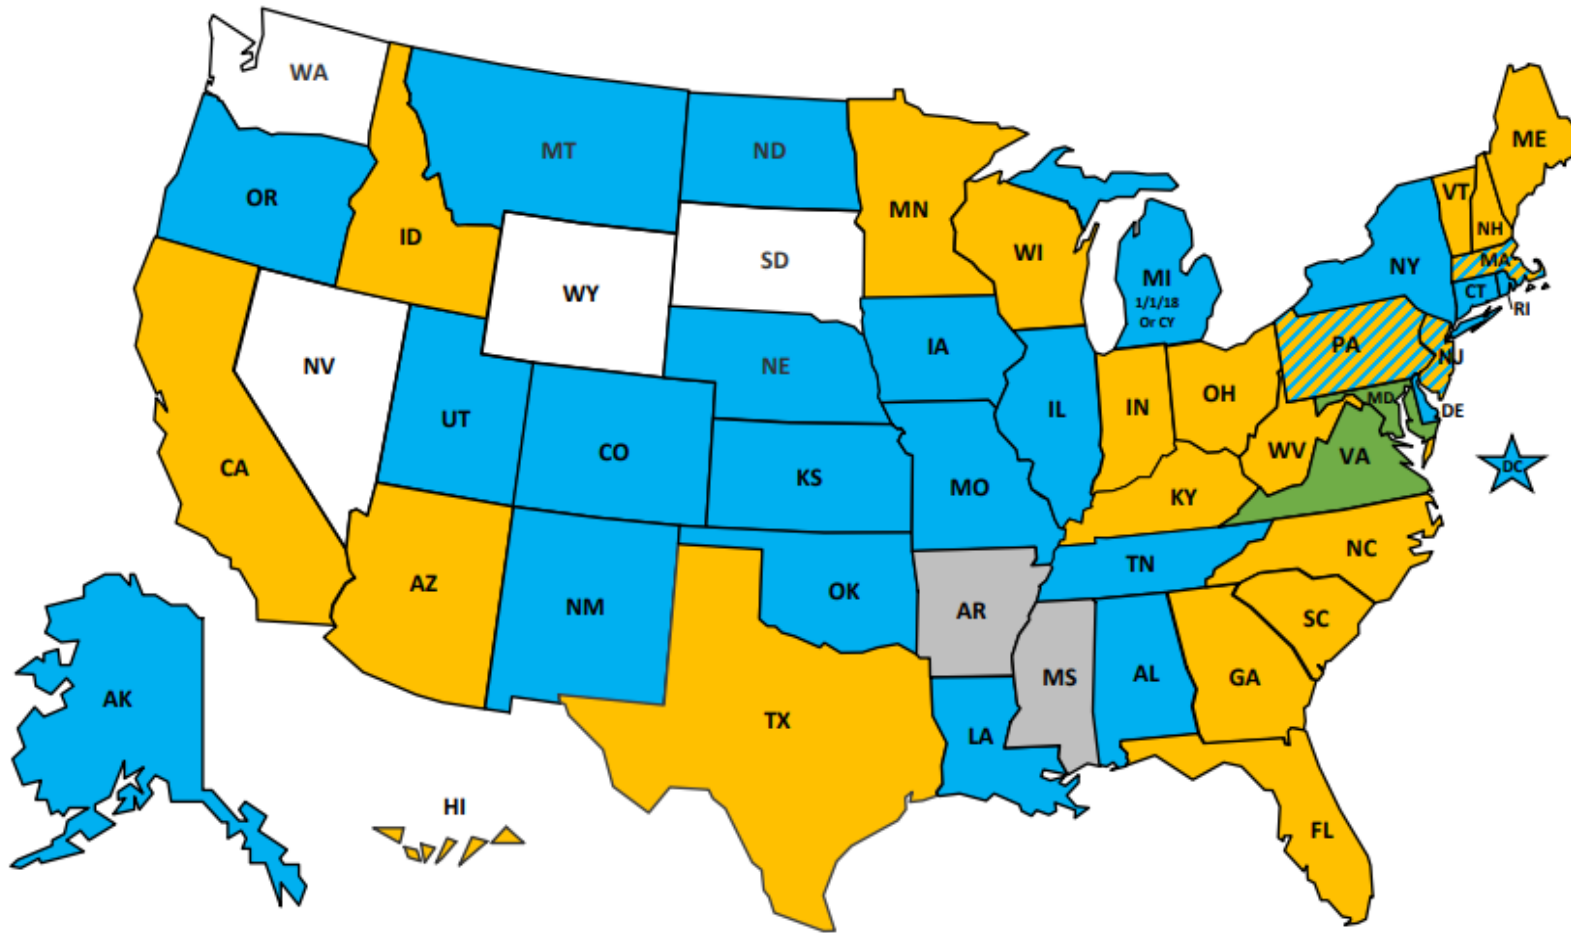 WA
MT
ND
ME
OR
MN
VT
ID
NH
WI
SD
MA
NY
MI
WY
CT
1/1/18
RI
Or CY
IA
PA
NJ
NV
NE
OH
MD
IL
IN
DE
UT
CO
WV
VA
CA
DC
KS
MO
KY
NC
TN
AZ
OK
NM
AR
SC
MS
AL
GA
AK
TX
LA
HI
FL